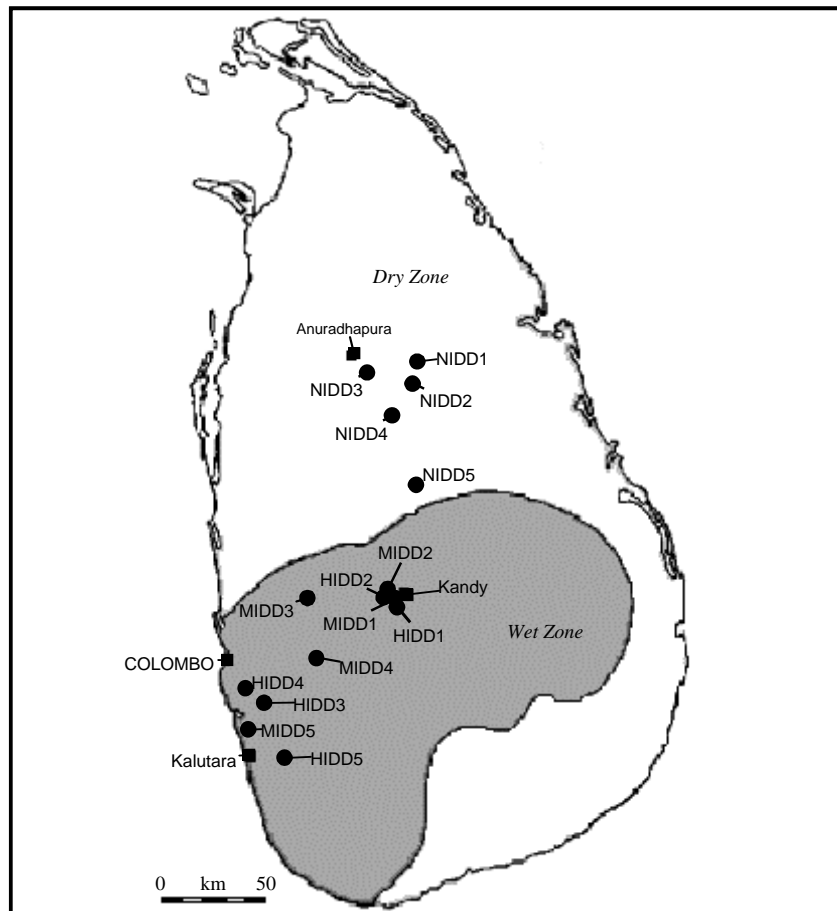 Dry Zone
Anuradhapura
NIDD1
NIDD3
NIDD2
NIDD4
NIDD5
MIDD2
HIDD2
Kandy
MIDD3
MIDD1
HIDD1
Wet Zone
COLOMBO
MIDD4
HIDD4
HIDD3
MIDD5
Kalutara
HIDD5
0 km 50